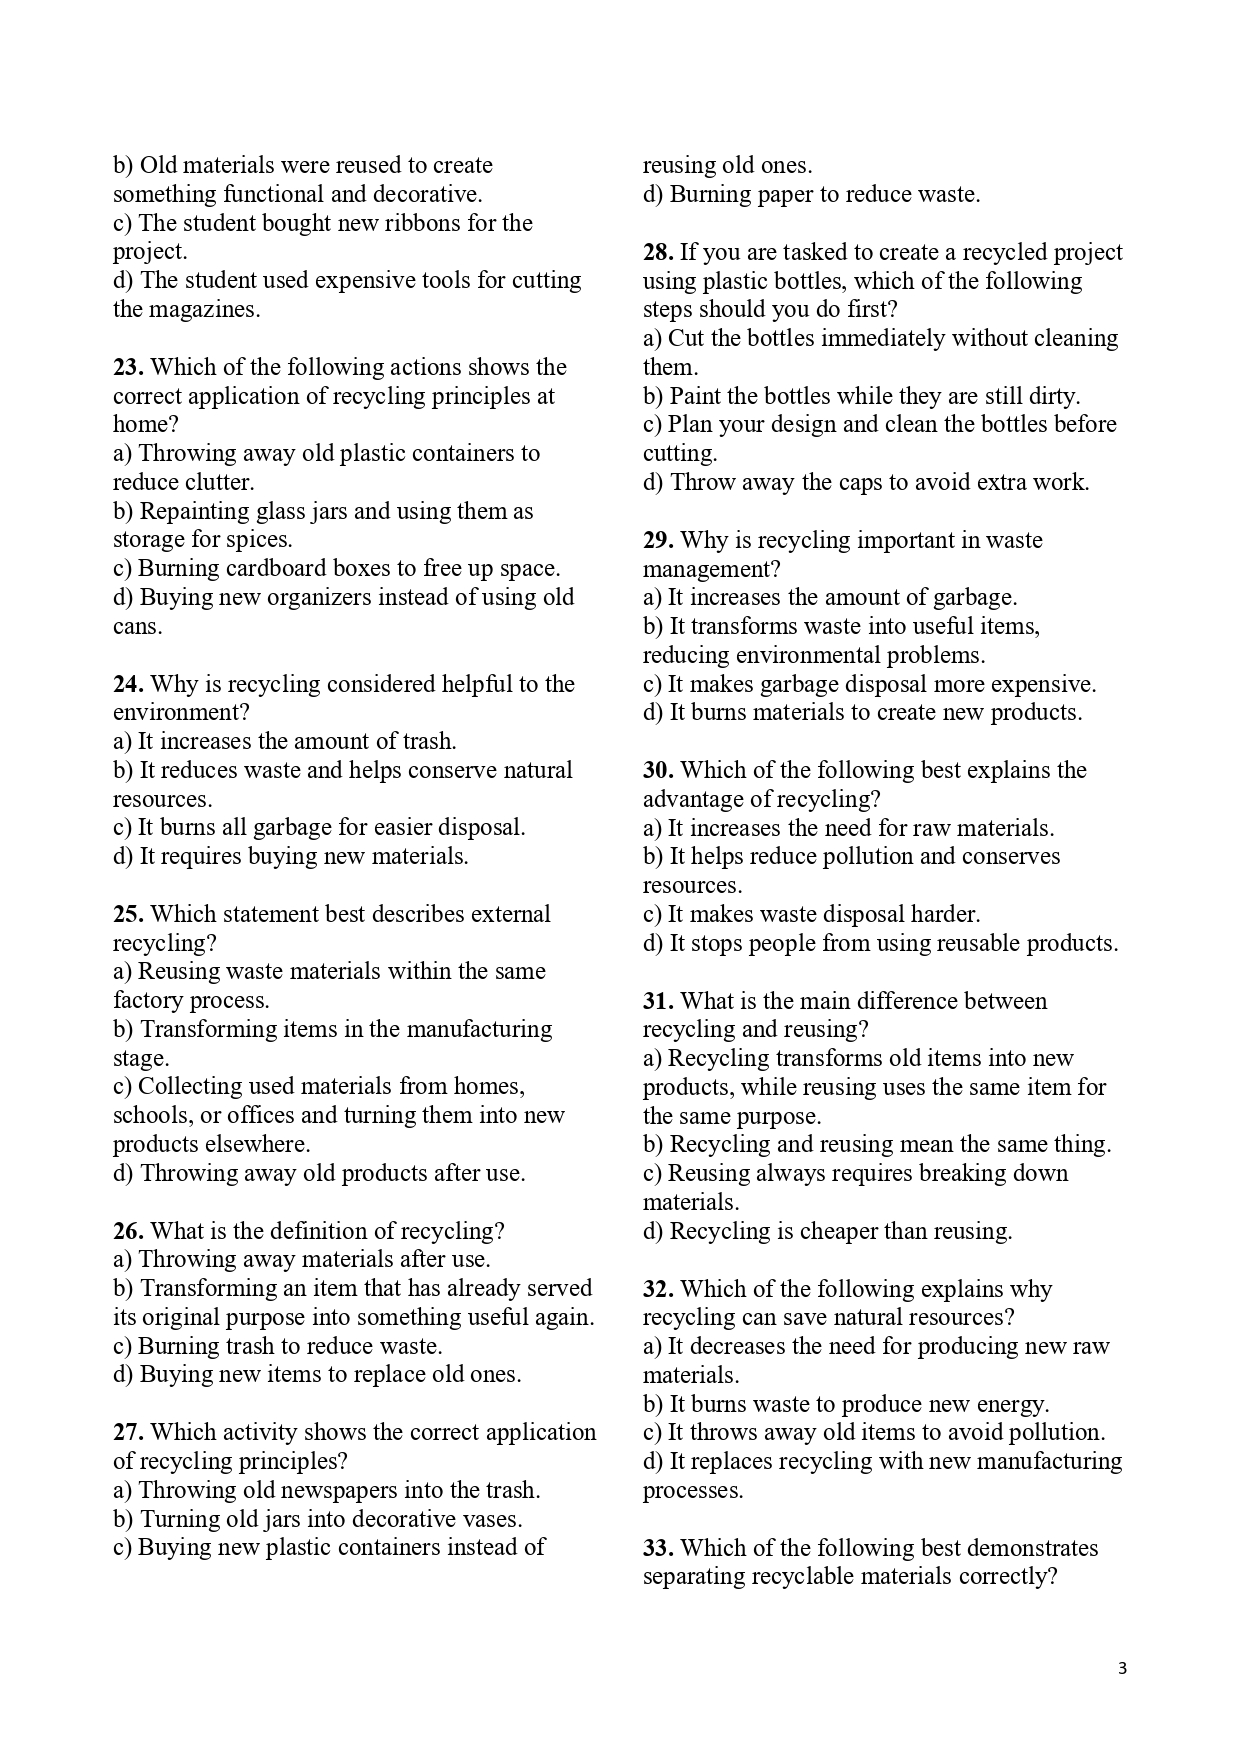 b) Old materials were reused to create
something functional and decorative.
c) The student bought new ribbons for the
project.
d) The student used expensive tools for cutting
the magazines.
23. Which of the following actions shows the
correct application of recycling principles at
home?
a) Throwing away old plastic containers to
reduce clutter.
b) Repainting glass jars and using them as
storage for spices.
c) Burning cardboard boxes to free up space.
d) Buying new organizers instead of using old
cans.
24. Why is recycling considered helpful to the
environment?
a) It increases the amount of trash.
b) It reduces waste and helps conserve natural
resources.
c) It burns all garbage for easier disposal.
d) It requires buying new materials.
25. Which statement best describes external
recycling?
a) Reusing waste materials within the same
factory process.
b) Transforming items in the manufacturing
stage.
c) Collecting used materials from homes,
schools, or offices and turning them into new
products elsewhere.
d) Throwing away old products after use.
26. What is the definition of recycling?
a) Throwing away materials after use.
b) Transforming an item that has already served
its original purpose into something useful again.
c) Burning trash to reduce waste.
d) Buying new items to replace old ones.
27. Which activity shows the correct application
of recycling principles?
a) Throwing old newspapers into the trash.
b) Turning old jars into decorative vases.
c) Buying new plastic containers instead of
reusing old ones.
d) Burning paper to reduce waste.
28. If you are tasked to create a recycled project
using plastic bottles, which of the following
steps should you do first?
a) Cut the bottles immediately without cleaning
them.
b) Paint the bottles while they are still dirty.
c) Plan your design and clean the bottles before
cutting.
d) Throw away the caps to avoid extra work.
29. Why is recycling important in waste
management?
a) It increases the amount of garbage.
b) It transforms waste into useful items,
reducing environmental problems.
c) It makes garbage disposal more expensive.
d) It burns materials to create new products.
30. Which of the following best explains the
advantage of recycling?
a) It increases the need for raw materials.
b) It helps reduce pollution and conserves
resources.
c) It makes waste disposal harder.
d) It stops people from using reusable products.
31. What is the main difference between
recycling and reusing?
a) Recycling transforms old items into new
products, while reusing uses the same item for
the same purpose.
b) Recycling and reusing mean the same thing.
c) Reusing always requires breaking down
materials.
d) Recycling is cheaper than reusing.
32. Which of the following explains why
recycling can save natural resources?
a) It decreases the need for producing new raw
materials.
b) It burns waste to produce new energy.
c) It throws away old items to avoid pollution.
d) It replaces recycling with new manufacturing
processes.
33. Which of the following best demonstrates
separating recyclable materials correctly?
3